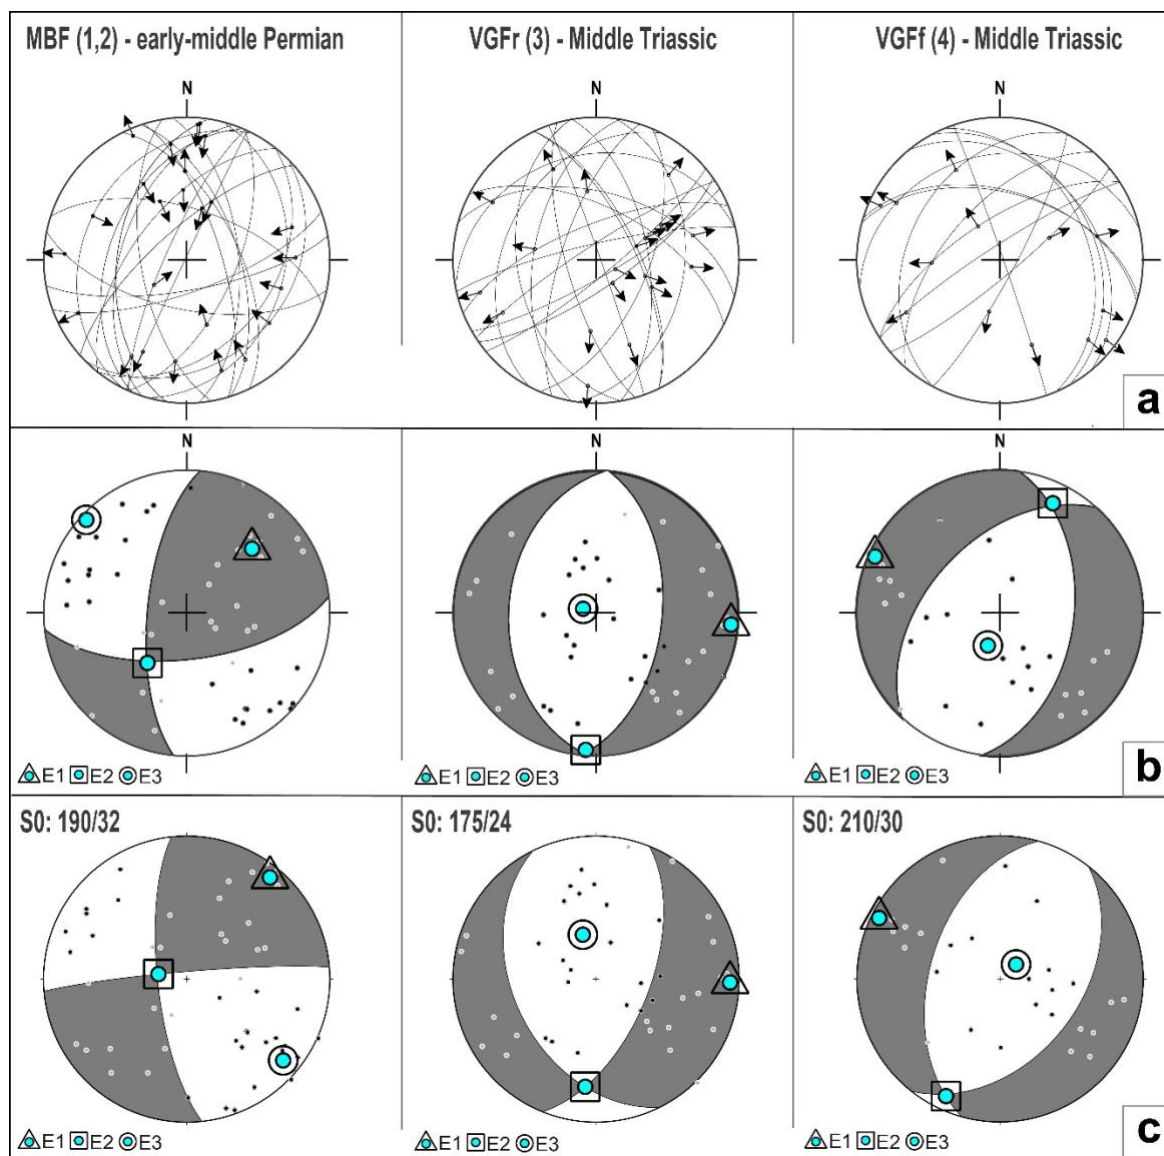 MBF (1,2) - early-middle Permian
VGFr (3) - Middle Triassic
VGFf (4) - Middle Triassic
N
N
N
a
N
N
N
E1 E2 E3
E1 E2 E3
E1 E2 E3
b
S0: 190/32
S0: 175/24
S0: 210/30
E1 E2 E3
E1 E2 E3
E1 E2 E3
c